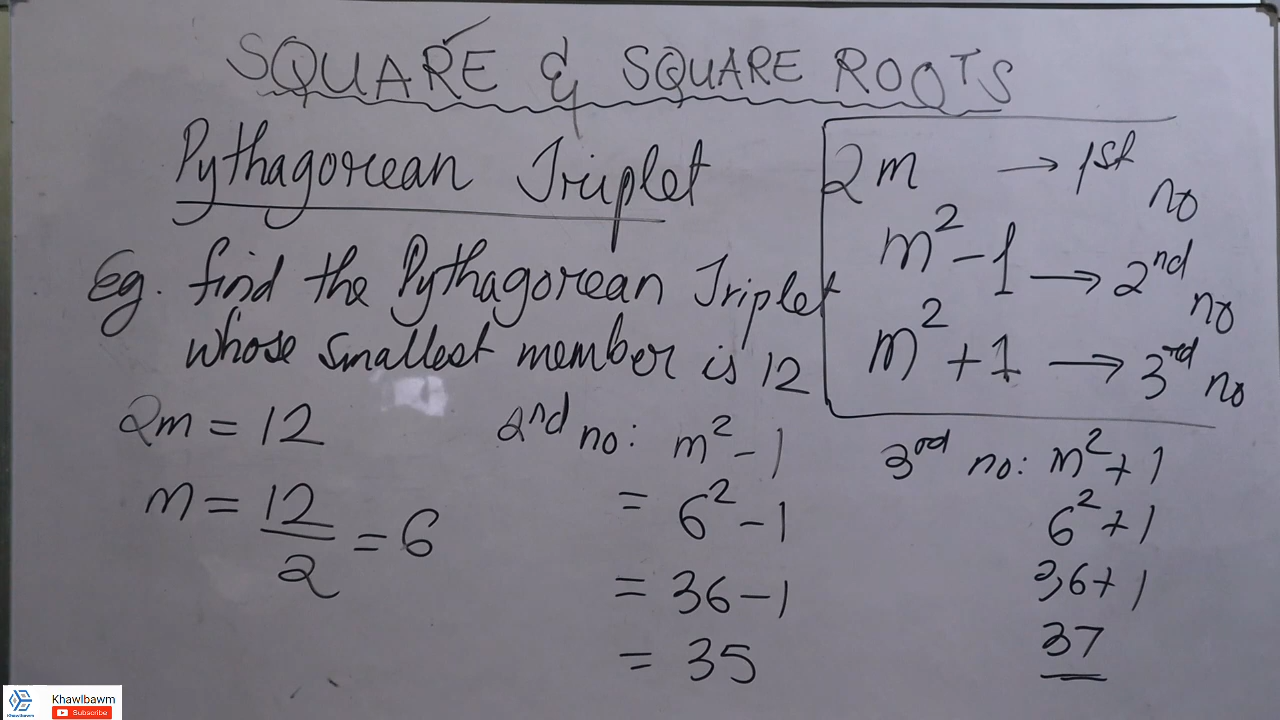 SQUARE & SQUARE ROOTS
Pythagorean Triplet
2m → 1st no
m² - 1 → 2nd no
m² + 1 → 3rd no
Eg. find the Pythagorean Triplet
whose smallest member is 12
2m = 12
m = 12/2 = 6
2nd no: m² - 1
= 6² - 1
= 36 - 1
= 35
3rd no: m² + 1
6² + 1
36 + 1
37
Khawlbawm
Khawlbawm
Subscribe